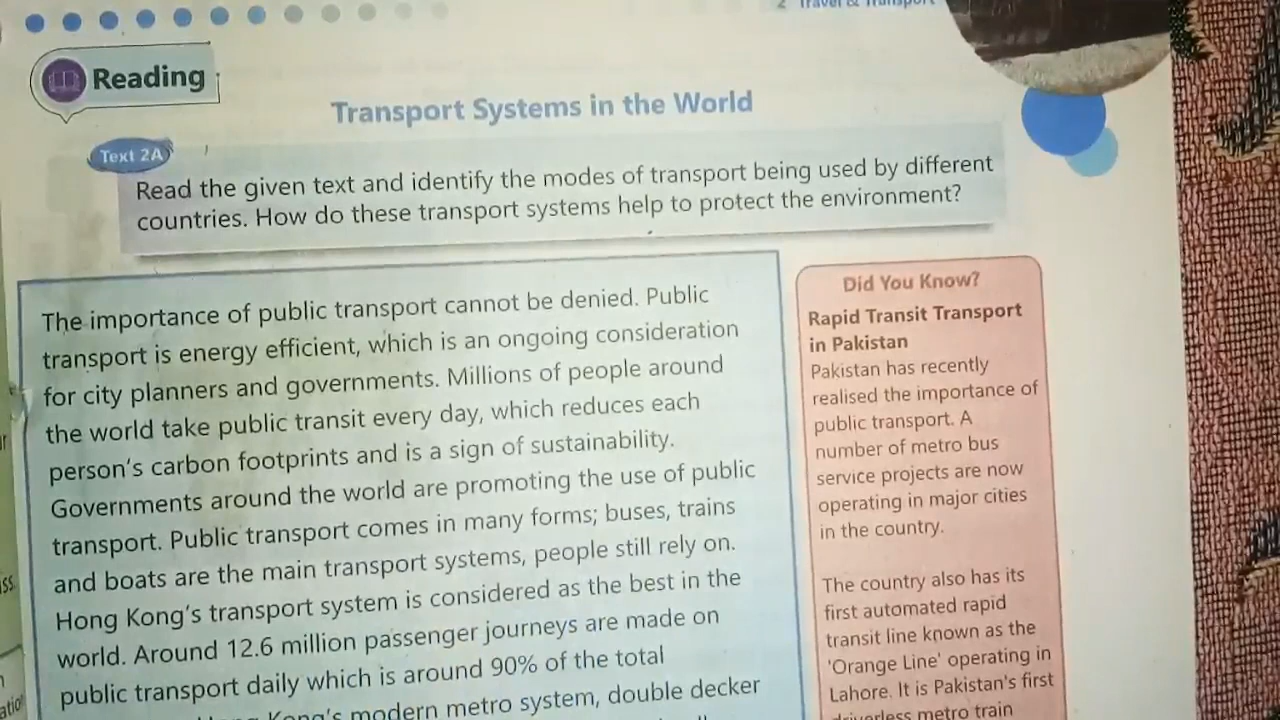 2 Travel & Transport
Reading
Transport Systems in the World
Text 2A
Read the given text and identify the modes of transport being used by different
countries. How do these transport systems help to protect the environment?
The importance of public transport cannot be denied. Public
transport is energy efficient, which is an ongoing consideration
for city planners and governments. Millions of people around
the world take public transit every day, which reduces each
person's carbon footprints and is a sign of sustainability.
Governments around the world are promoting the use of public
transport. Public transport comes in many forms; buses, trains
and boats are the main transport systems, people still rely on.
Hong Kong's transport system is considered as the best in the
world. Around 12.6 million passenger journeys are made on
public transport daily which is around 90% of the total
Kong's modern metro system, double decker
Did You Know?
Rapid Transit Transport
in Pakistan
Pakistan has recently
realised the importance of
public transport. A
number of metro bus
service projects are now
operating in major cities
in the country.
The country also has its
first automated rapid
transit line known as the
'Orange Line' operating in
Lahore. It is Pakistan's first
driverless metro train